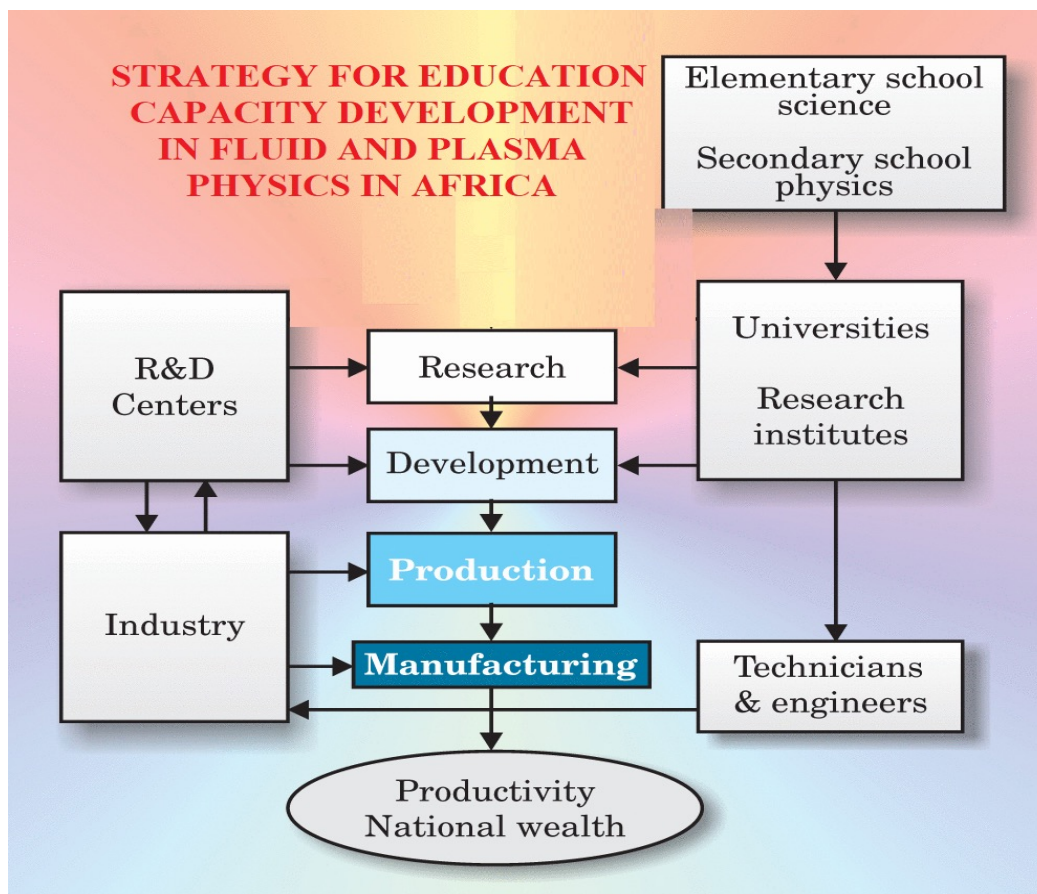 STRATEGY FOR EDUCATION
CAPACITY DEVELOPMENT
IN FLUID AND PLASMA
PHYSICS IN AFRICA
Elementary school
science
Secondary school
physics
R&D
Centers
Research
Universities
Research
institutes
Development
Production
Industry
Manufacturing
Technicians
& engineers
Productivity
National wealth